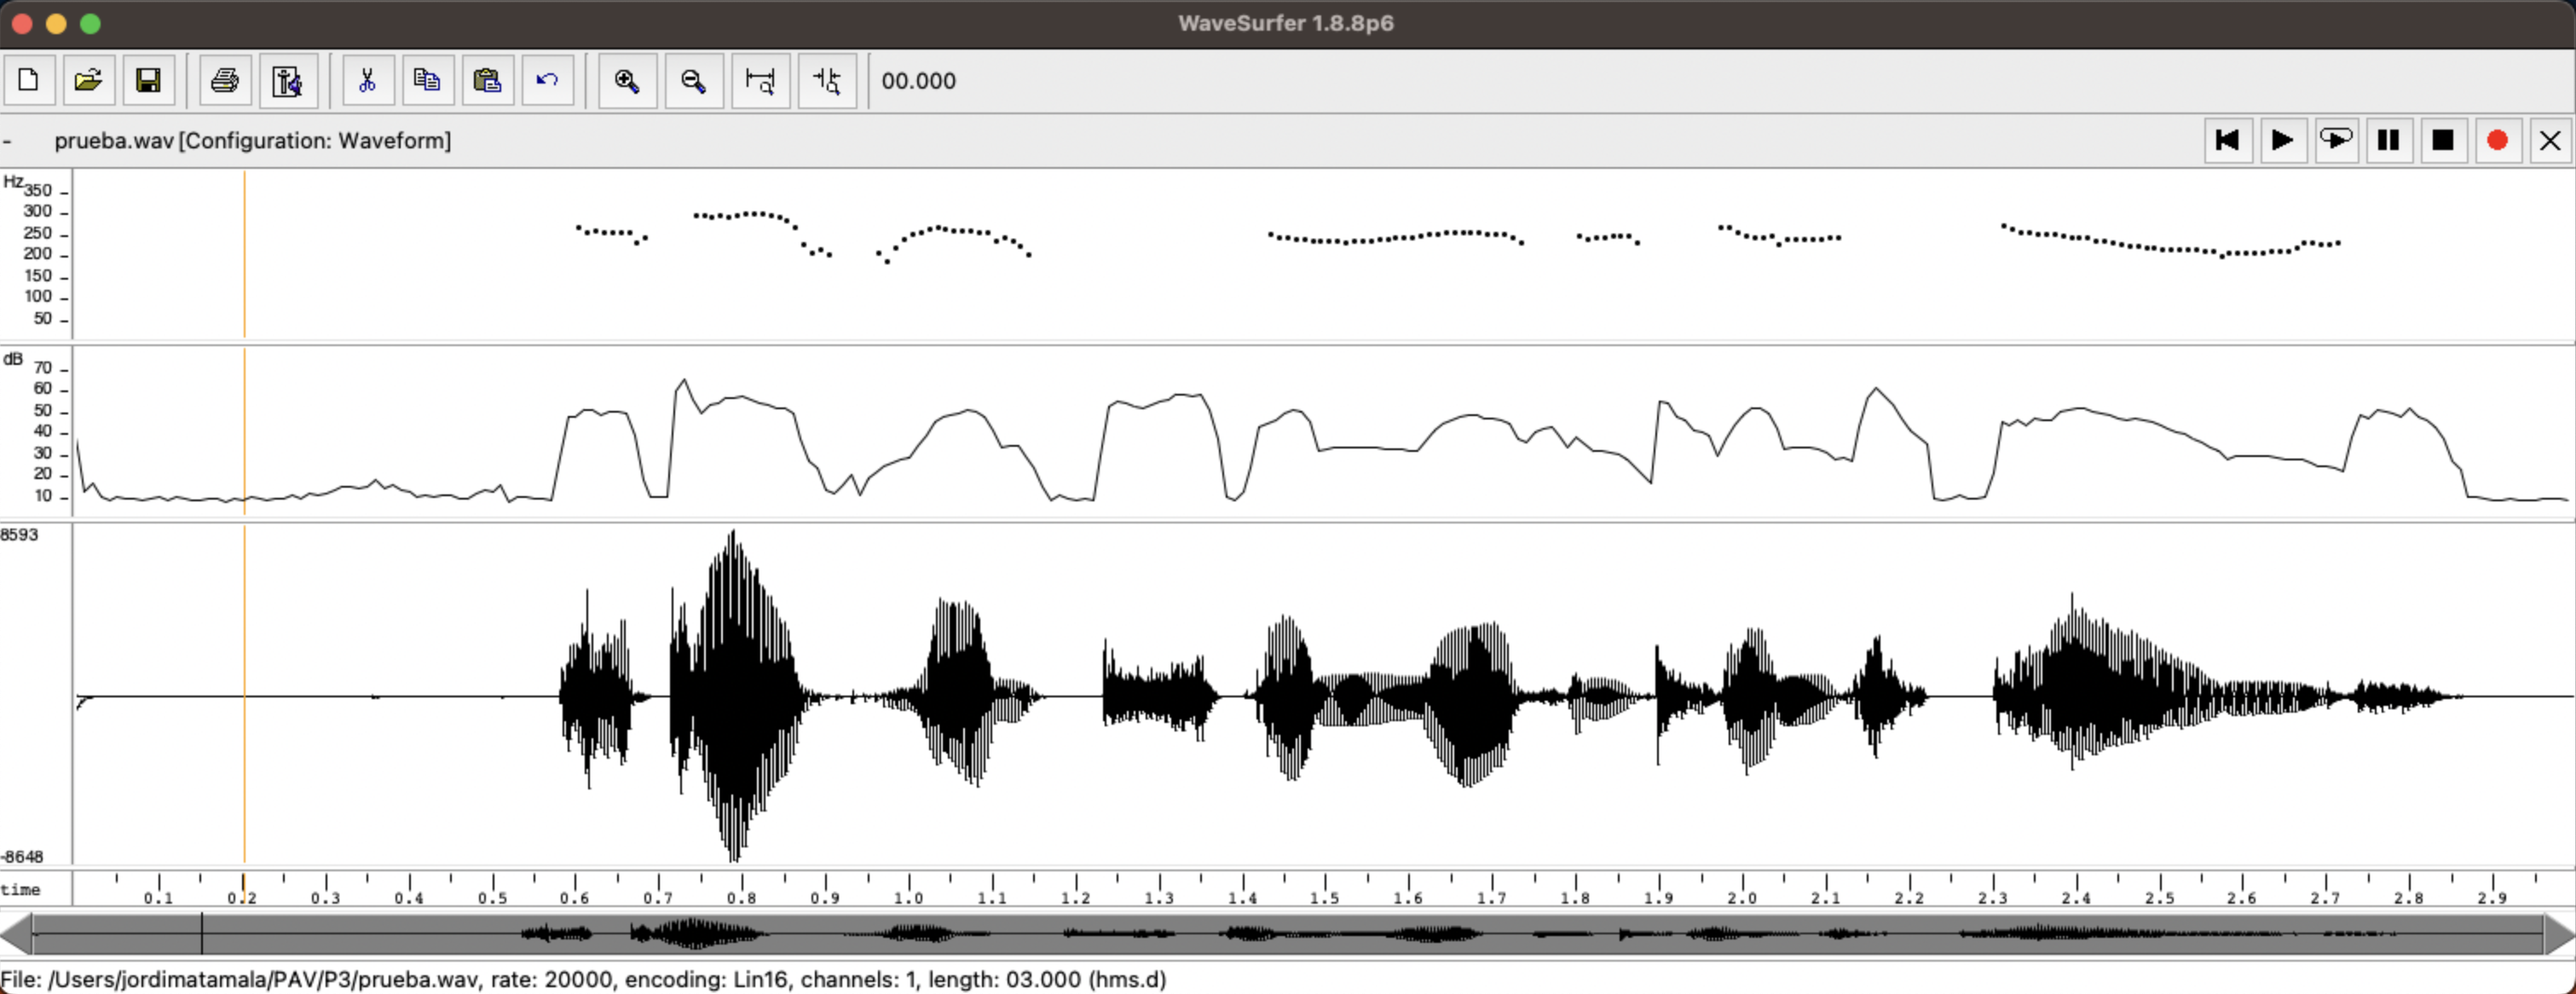 WaveSurfer 1.8.8p6
00.000
- prueba.wav [Configuration: Waveform]
Hz
350
300
250
200
150
100
50
dB
70
60
50
40
30
20
10
8593
-8648
time 0.1 0.2 0.3 0.4 0.5 0.6 0.7 0.8 0.9 1.0 1.1 1.2 1.3 1.4 1.5 1.6 1.7 1.8 1.9 2.0 2.1 2.2 2.3 2.4 2.5 2.6 2.7 2.8 2.9
File: /Users/jordimatamala/PAV/P3/prueba.wav, rate: 20000, encoding: Lin16, channels: 1, length: 03.000 (hms.d)